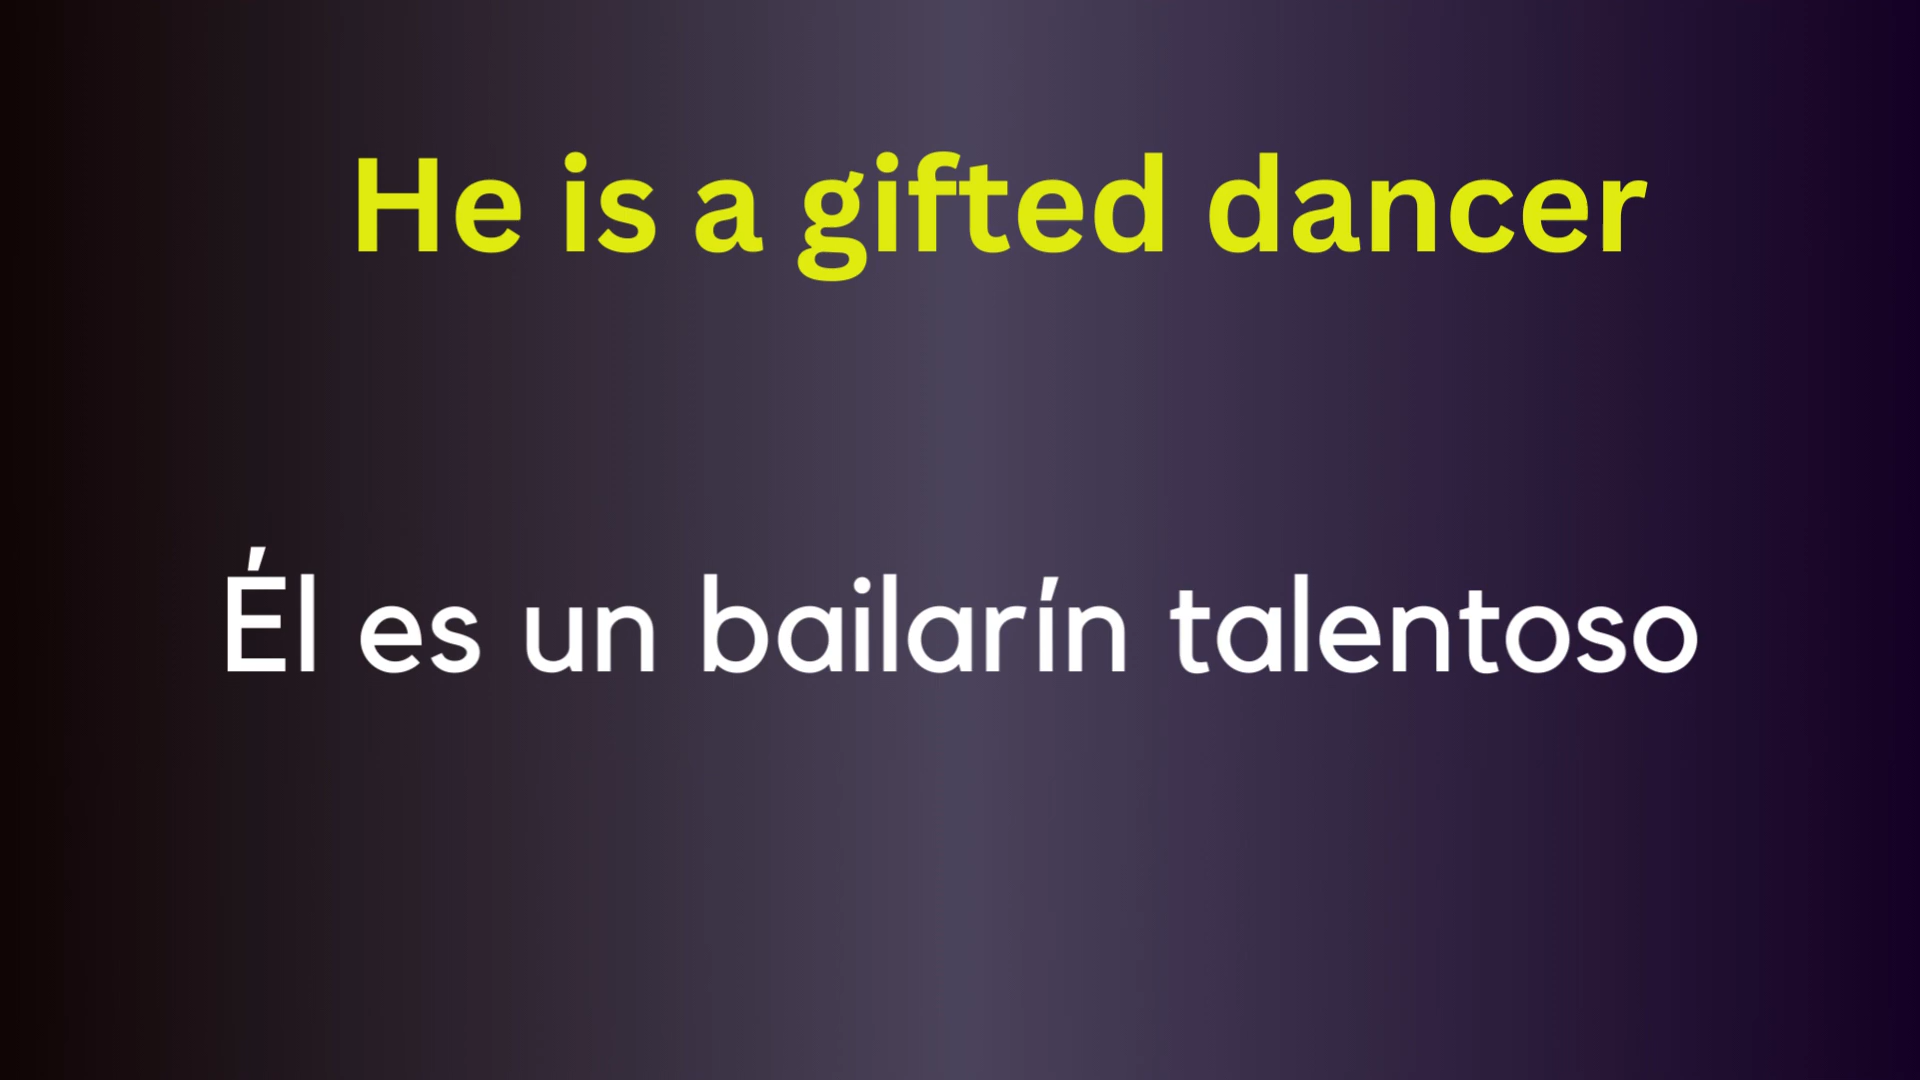 He is a gifted dancer
Él es un bailarín talentoso